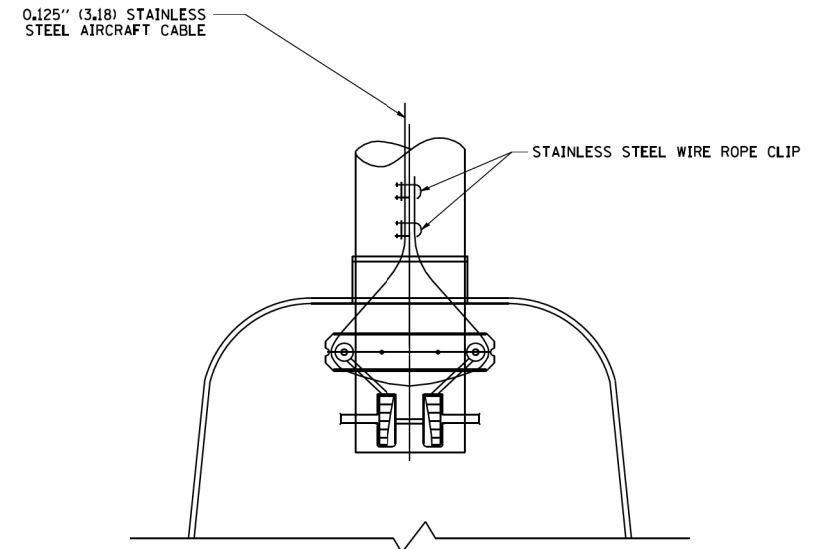 0.125'' (3.18) STAINLESS
STEEL AIRCRAFT CABLE
STAINLESS STEEL WIRE ROPE CLIP